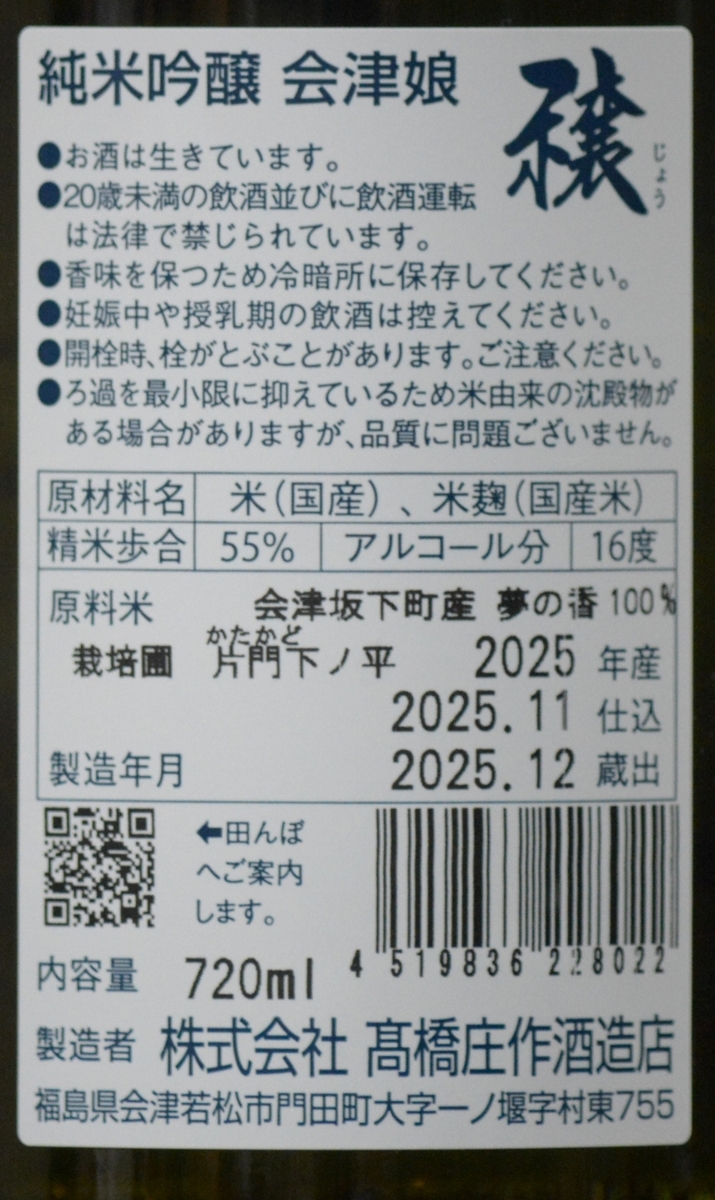 純米吟醸 会津娘
穣
じょう
●お酒は生きています。
●20歳未満の飲酒並びに飲酒運転
は法律で禁じられています。
●香味を保つため冷暗所に保存してください。
●妊娠中や授乳期の飲酒は控えてください。
●開栓時、栓がとぶことがあります。ご注意ください。
●ろ過を最小限に抑えているため米由来の沈殿物が
ある場合がありますが、品質に問題ございません。
原材料名 米(国産)、米麹(国産米)
精米歩合 55% アルコール分 16度
原料米 会津坂下町産 夢の香 100%
かたかど
栽培圃 片門下ノ平 2025 年産
2025.11 仕込
製造年月 2025.12 蔵出
←田んぼ
へご案内
します。
内容量 720ml
4 519836 228022
製造者 株式会社 髙橋庄作酒造店
福島県会津若松市門田町大字一ノ堰字村東755